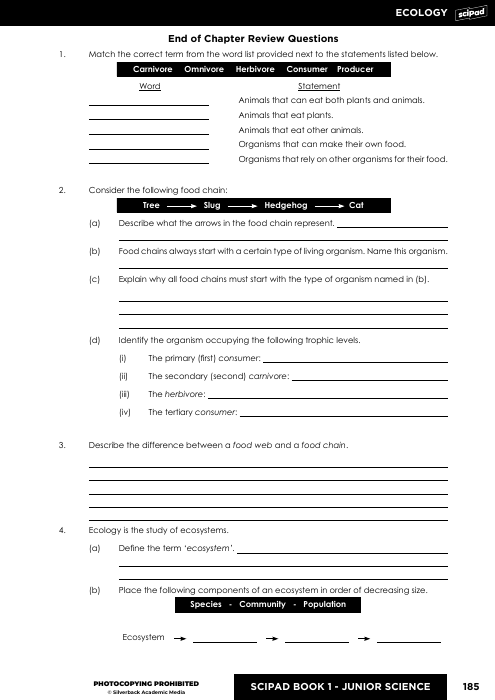 ECOLOGY scipad
End of Chapter Review Questions
1. Match the correct term from the word list provided next to the statements listed below.
Carnivore Omnivore Herbivore Consumer Producer
Word Statement
Animals that can eat both plants and animals.
Animals that eat plants.
Animals that eat other animals.
Organisms that can make their own food.
Organisms that rely on other organisms for their food.
2. Consider the following food chain:
Tree Slug Hedgehog Cat
(a) Describe what the arrows in the food chain represent.
(b) Food chains always start with a certain type of living organism. Name this organism.
(c) Explain why all food chains must start with the type of organism named in (b).
(d) Identify the organism occupying the following trophic levels.
(i) The primary (first) consumer:
(ii) The secondary (second) carnivore:
(iii) The herbivore:
(iv) The tertiary consumer:
3. Describe the difference between a food web and a food chain.
4. Ecology is the study of ecosystems.
(a) Define the term ‘ecosystem’.
(b) Place the following components of an ecosystem in order of decreasing size.
Species - Community - Population
Ecosystem
PHOTOCOPYING PROHIBITED
© Silverback Academic Media
SCIPAD BOOK 1 - JUNIOR SCIENCE 185